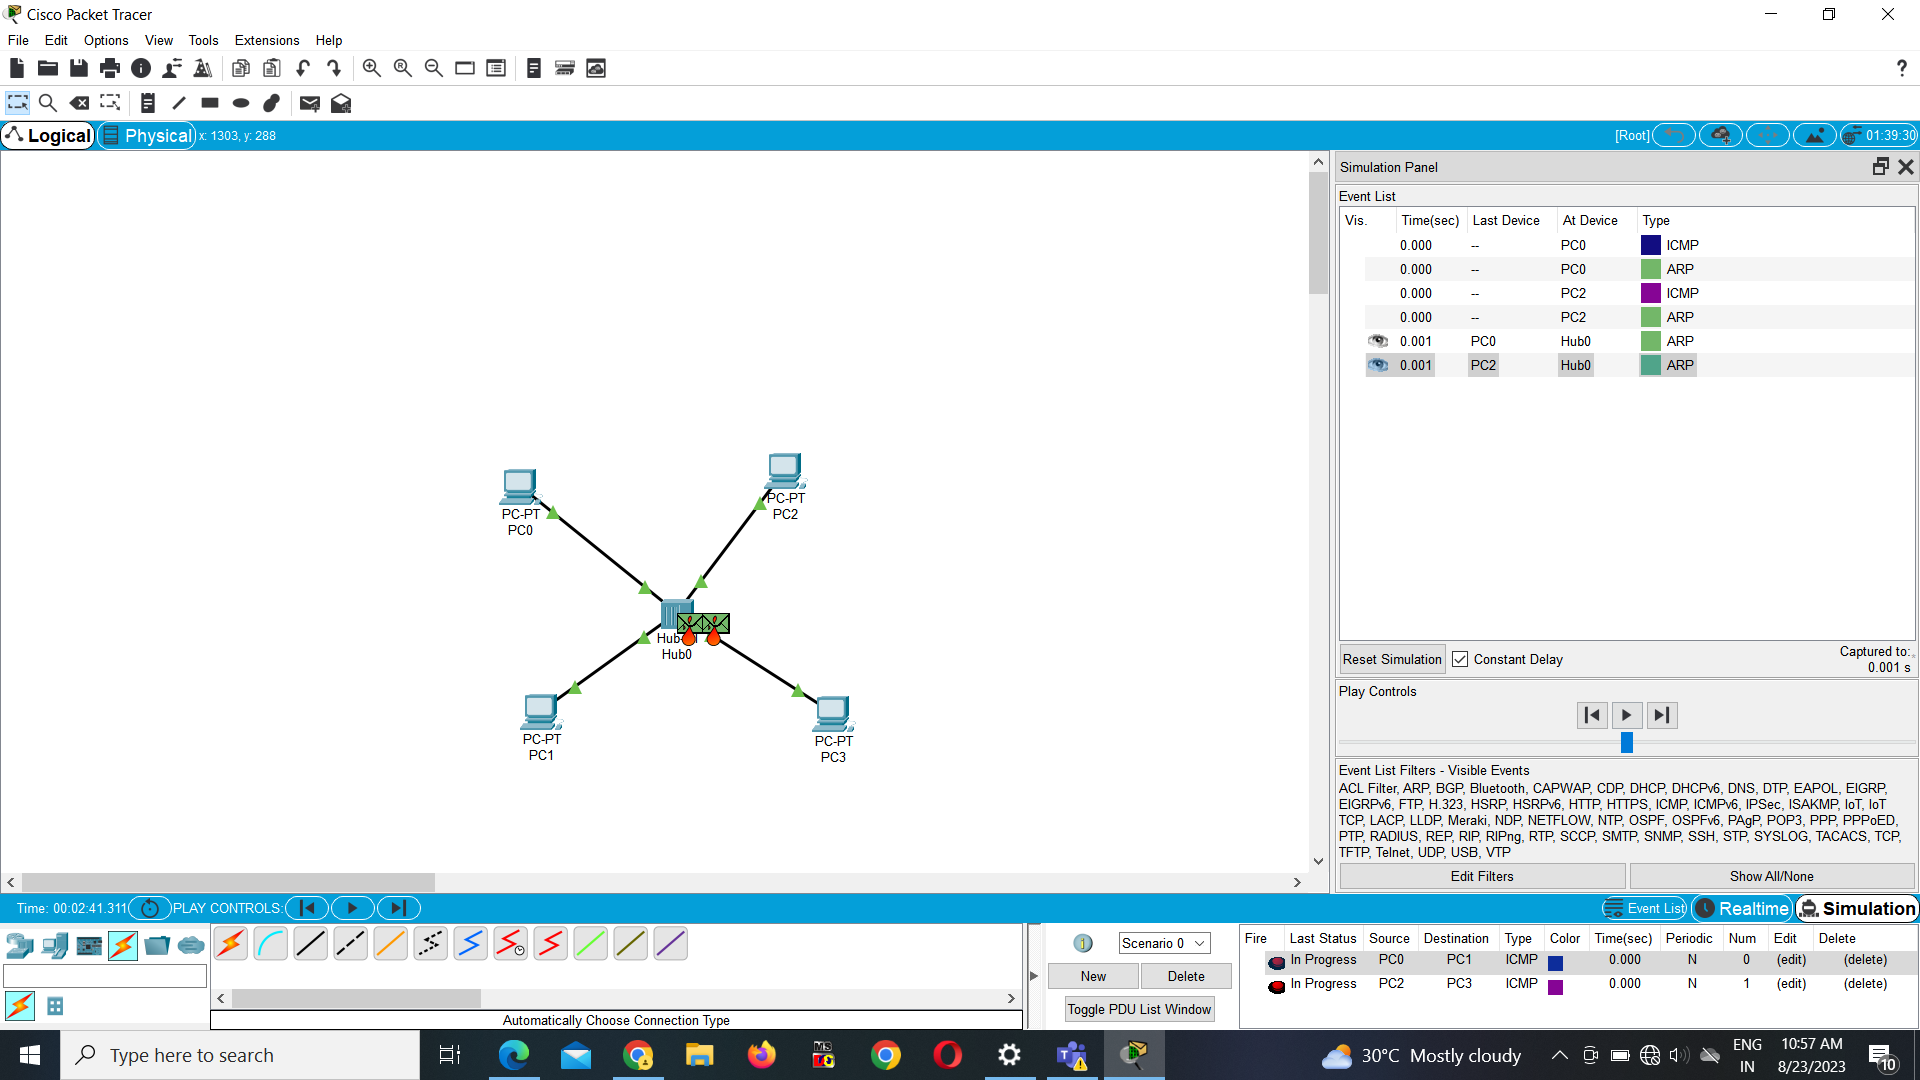 Cisco Packet Tracer
File Edit Options View Tools Extensions Help
Logical Physical x: 1303, y: 288 [Root] 01:39:30
Simulation Panel
Event List
Vis. Time(sec) Last Device At Device Type
0.000 -- PC0 ICMP
0.000 -- PC0 ARP
0.000 -- PC2 ICMP
0.000 -- PC2 ARP
0.001 PC0 Hub0 ARP
0.001 PC2 Hub0 ARP
PC-PT
PC0
PC-PT
PC2
Hub0
PC-PT
PC1
PC-PT
PC3
Reset Simulation Constant Delay Captured to:
0.001 s
Play Controls
Event List Filters - Visible Events
ACL Filter, ARP, BGP, Bluetooth, CAPWAP, CDP, DHCP, DHCPv6, DNS, DTP, EAPOL, EIGRP,
EIGRPv6, FTP, H.323, HSRP, HSRPv6, HTTP, HTTPS, ICMP, ICMPv6, IPSec, ISAKMP, IoT, IoT
TCP, LACP, LLDP, Meraki, NDP, NETFLOW, NTP, OSPF, OSPFv6, PAgP, POP3, PPP, PPPoED,
PTP, RADIUS, REP, RIP, RIPng, RTP, SCCP, SMTP, SNMP, SSH, STP, SYSLOG, TACACS, TCP,
TFTP, Telnet, UDP, USB, VTP
Edit Filters Show All/None
Time: 00:02:41.311 PLAY CONTROLS: Event List Realtime Simulation
Scenario 0
New Delete
Toggle PDU List Window
Fire Last Status Source Destination Type Color Time(sec) Periodic Num Edit Delete
In Progress PC0 PC1 ICMP 0.000 N 0 (edit) (delete)
In Progress PC2 PC3 ICMP 0.000 N 1 (edit) (delete)
Automatically Choose Connection Type
Type here to search
30°C Mostly cloudy
ENG
IN
10:57 AM
8/23/2023
10